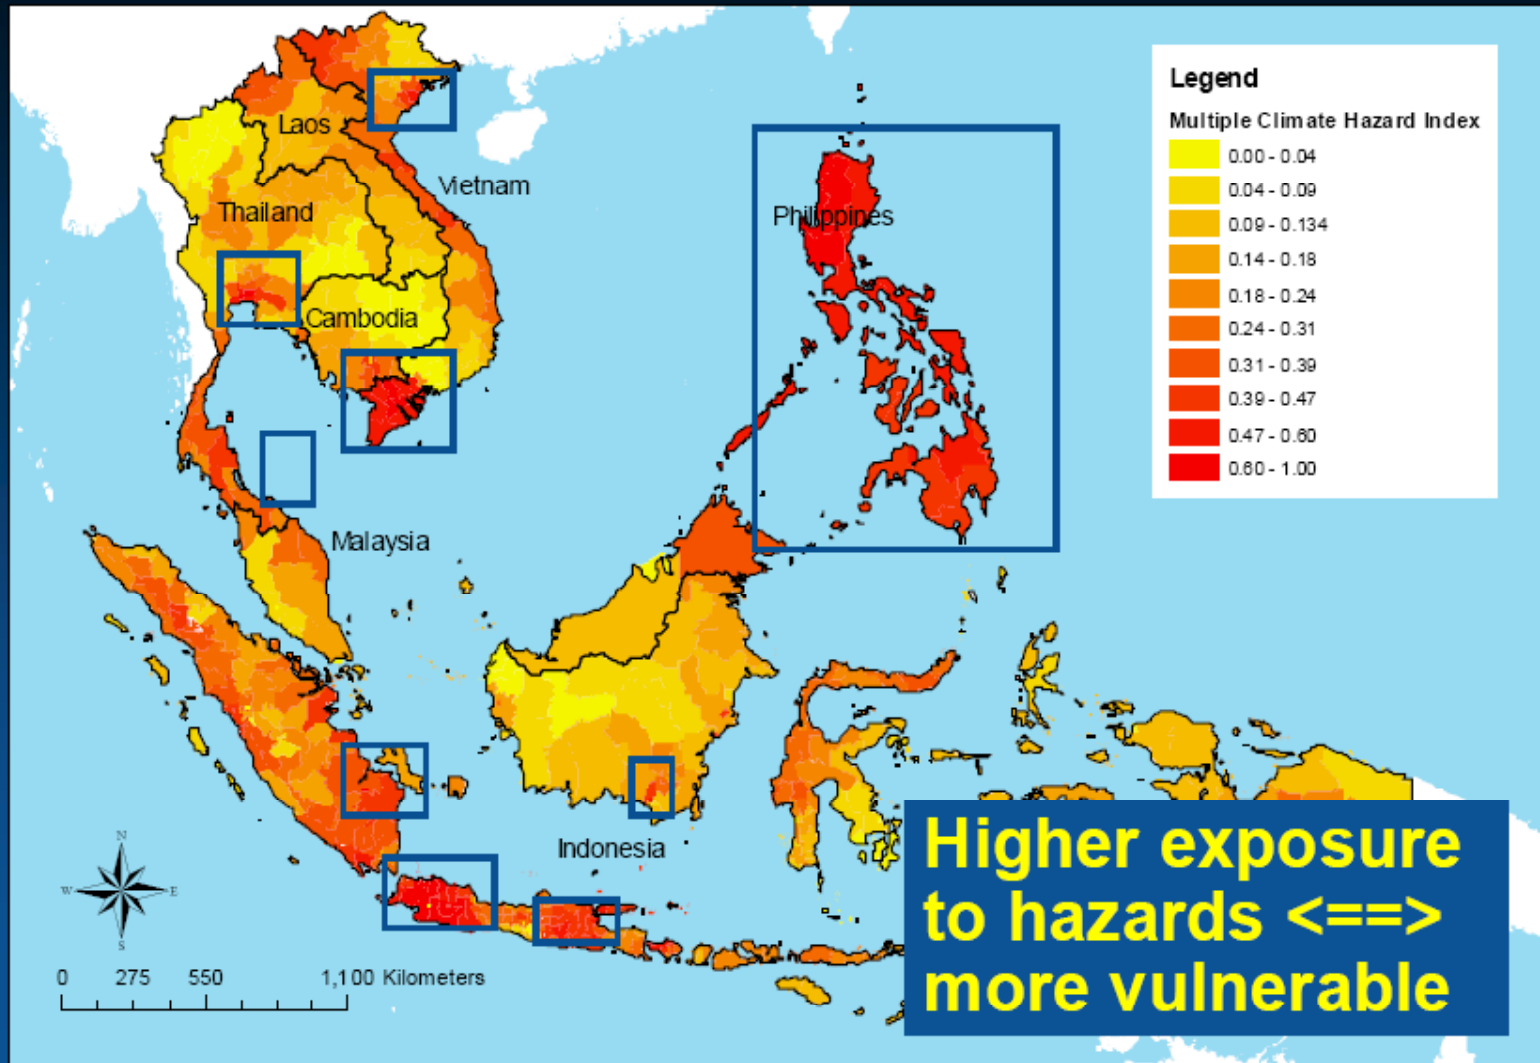 Legend
Multiple Climate Hazard Index
0.00 - 0.04
0.04 - 0.09
0.09 - 0.134
0.14 - 0.18
0.18 - 0.24
0.24 - 0.31
0.31 - 0.39
0.39 - 0.47
0.47 - 0.60
0.60 - 1.00
Laos
Vietnam
Thailand
Philippines
Cambodia
Malaysia
Indonesia
N
W
E
S
0 275 550 1,100 Kilometers
Higher exposure
to hazards <==>
more vulnerable